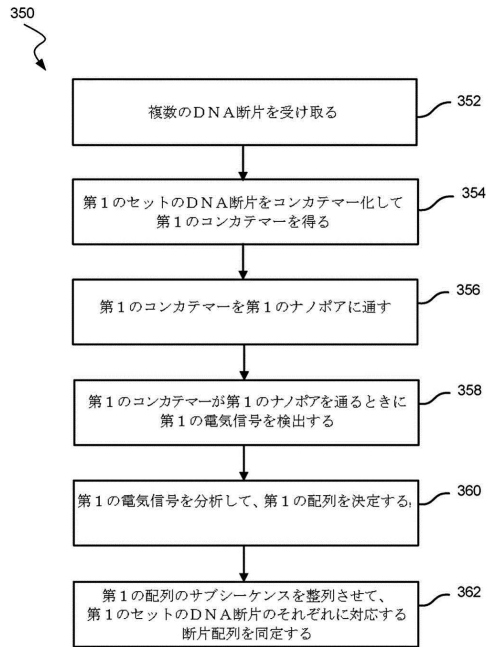 350
複数のDNA断片を受け取る
352
第1のセットのDNA断片をコンカテマー化して
第1のコンカテマーを得る
354
第1のコンカテマーを第1のナノポアに通す
356
第1のコンカテマーが第1のナノポアを通るときに
第1の電気信号を検出する
358
第1の電気信号を分析して、第1の配列を決定する,
360
第1の配列のサブシーケンスを整列させて、
第1のセットのDNA断片のそれぞれに対応する
断片配列を同定する
362